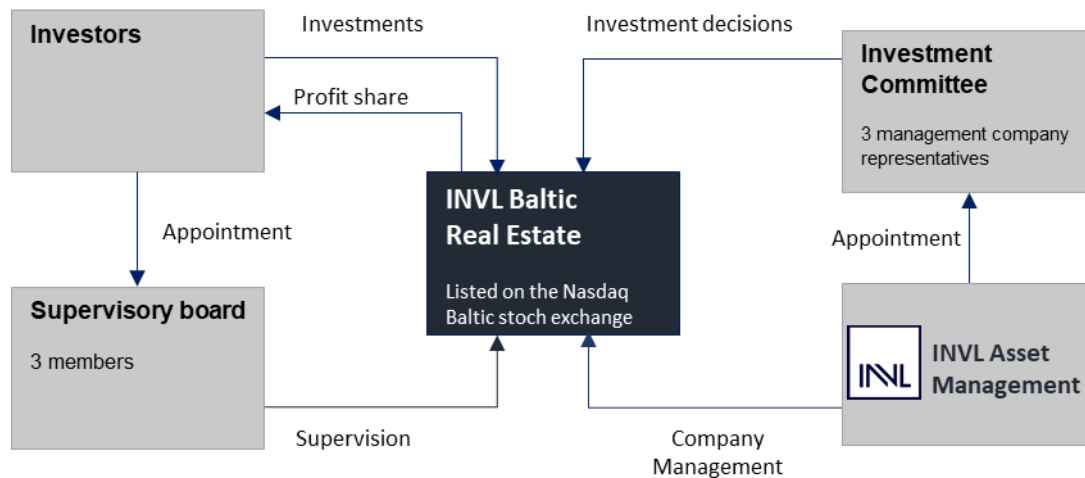 Investors
Investments
Profit share
Investment decisions
Investment
Committee
3 management company
representatives
Appointment
INVL Baltic
Real Estate
Listed on the Nasdaq
Baltic stoch exchange
Appointment
Supervisory board
3 members
Supervision
INVL
INVL Asset
Management
Company
Management